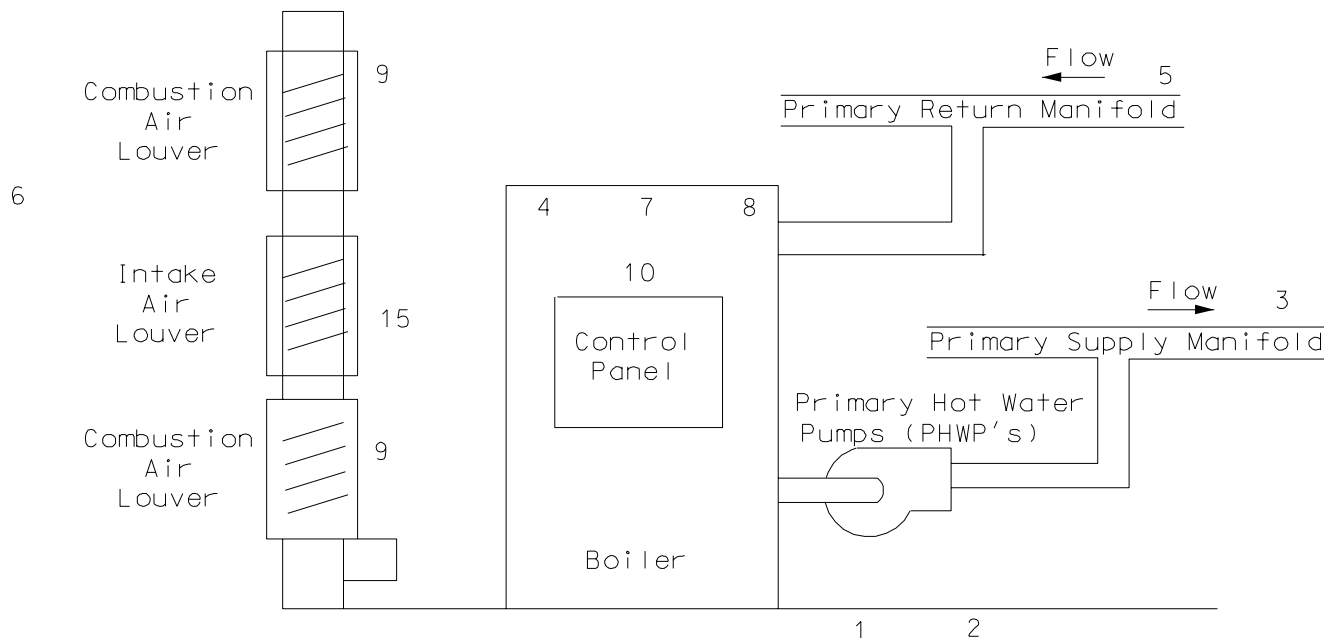 Combustion
Air
Louver
9
6
Intake
Air
Louver
15
Combustion
Air
Louver
9
4 7 8
10
Control
Panel
Boiler
Flow
5
Primary Return Manifold
Flow
3
Primary Supply Manifold
Primary Hot Water
Pumps (PHWP's)
1 2